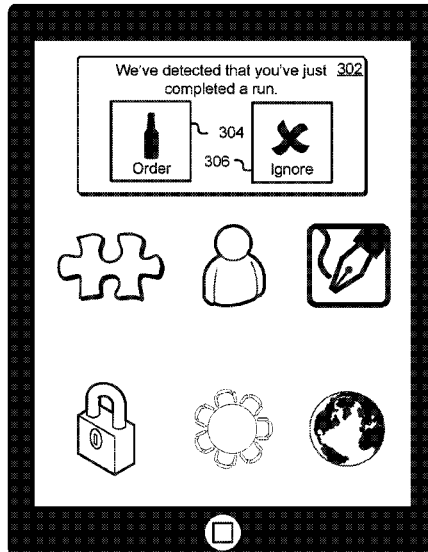 We've detected that you've just 302
completed a run.
304
306
Order
Ignore